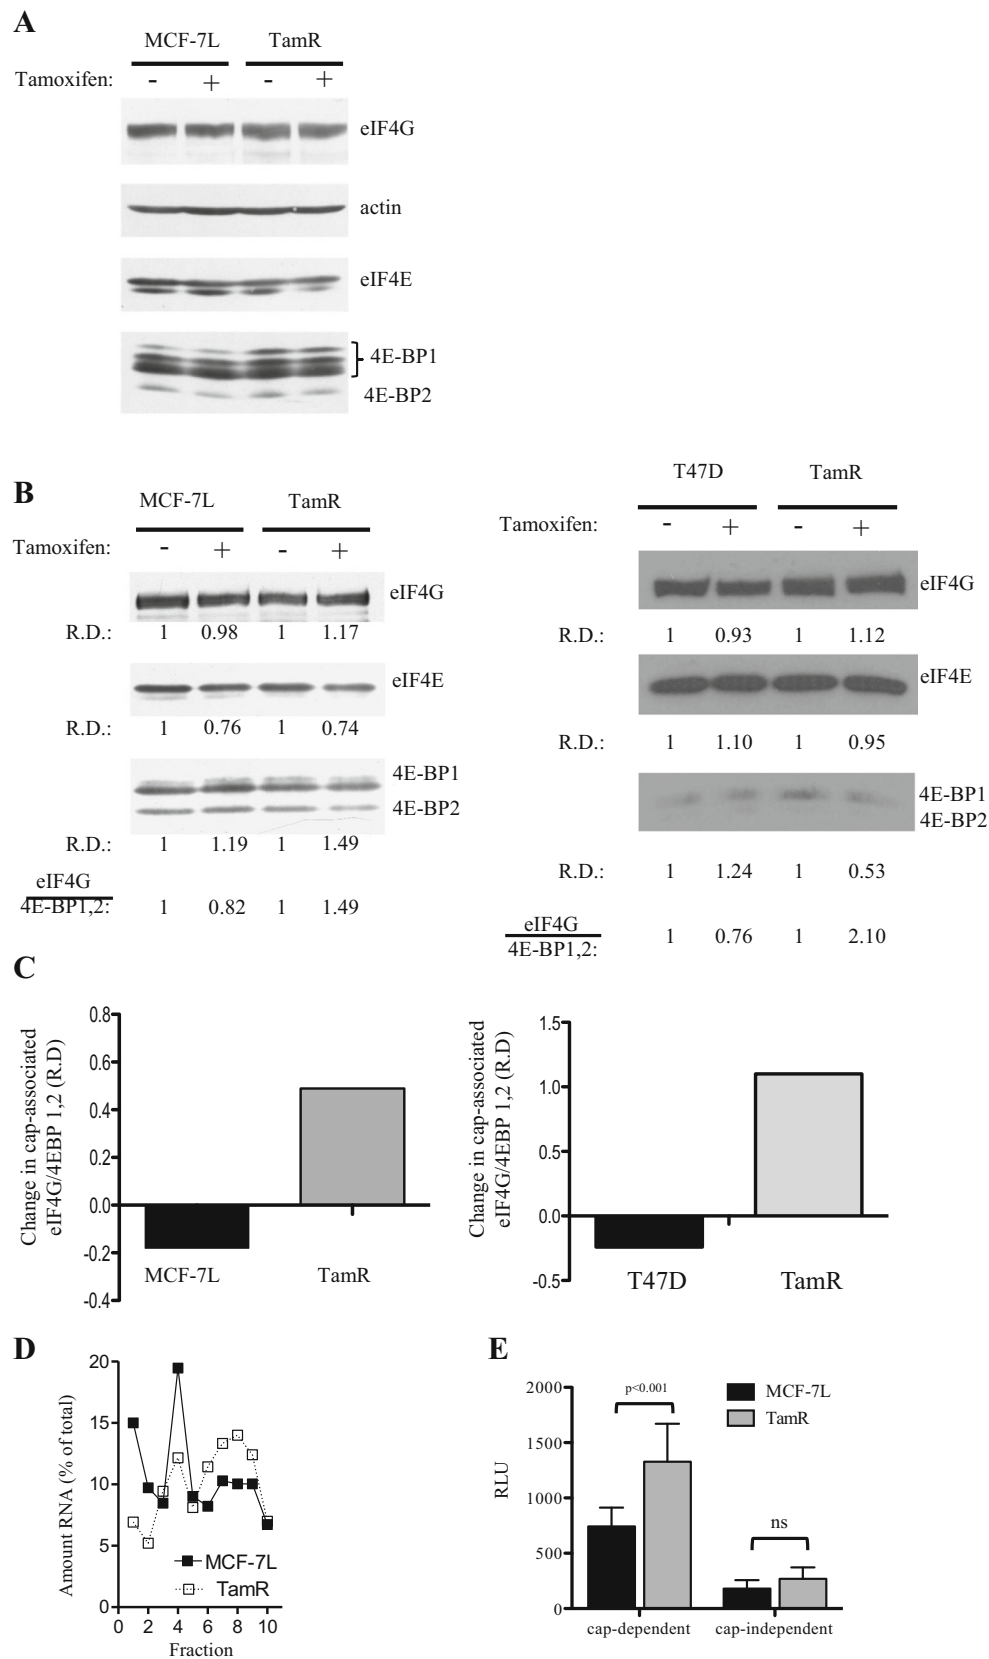 A
MCF-7L TamR
Tamoxifen: - + - +
eIF4G
actin
eIF4E
4E-BP1
4E-BP2
B
MCF-7L TamR
Tamoxifen: - + - +
eIF4G
R.D.: 1 0.98 1 1.17
eIF4E
R.D.: 1 0.76 1 0.74
4E-BP1
4E-BP2
R.D.: 1 1.19 1 1.49
eIF4G
4E-BP1,2: 1 0.82 1 1.49
T47D TamR
Tamoxifen: - + - +
eIF4G
R.D.: 1 0.93 1 1.12
eIF4E
R.D.: 1 1.10 1 0.95
4E-BP1
4E-BP2
R.D.: 1 1.24 1 0.53
eIF4G
4E-BP1,2: 1 0.76 1 2.10
C
Change in cap-associated
eIF4G/4EBP 1,2 (R.D)
0.8
0.6
0.4
0.2
0.0
-0.2
-0.4
MCF-7L TamR
Change in cap-associated
eIF4G/4EBP 1,2 (R.D)
1.5
1.0
0.5
0.0
-0.5
T47D TamR
D
Amount RNA (% of total)
20
15
10
5
0
MCF-7L
TamR
0 2 4 6 8 10
Fraction
E
RLU
2000
1500
1000
500
0
p<0.001
ns
MCF-7L
TamR
cap-dependent cap-independent